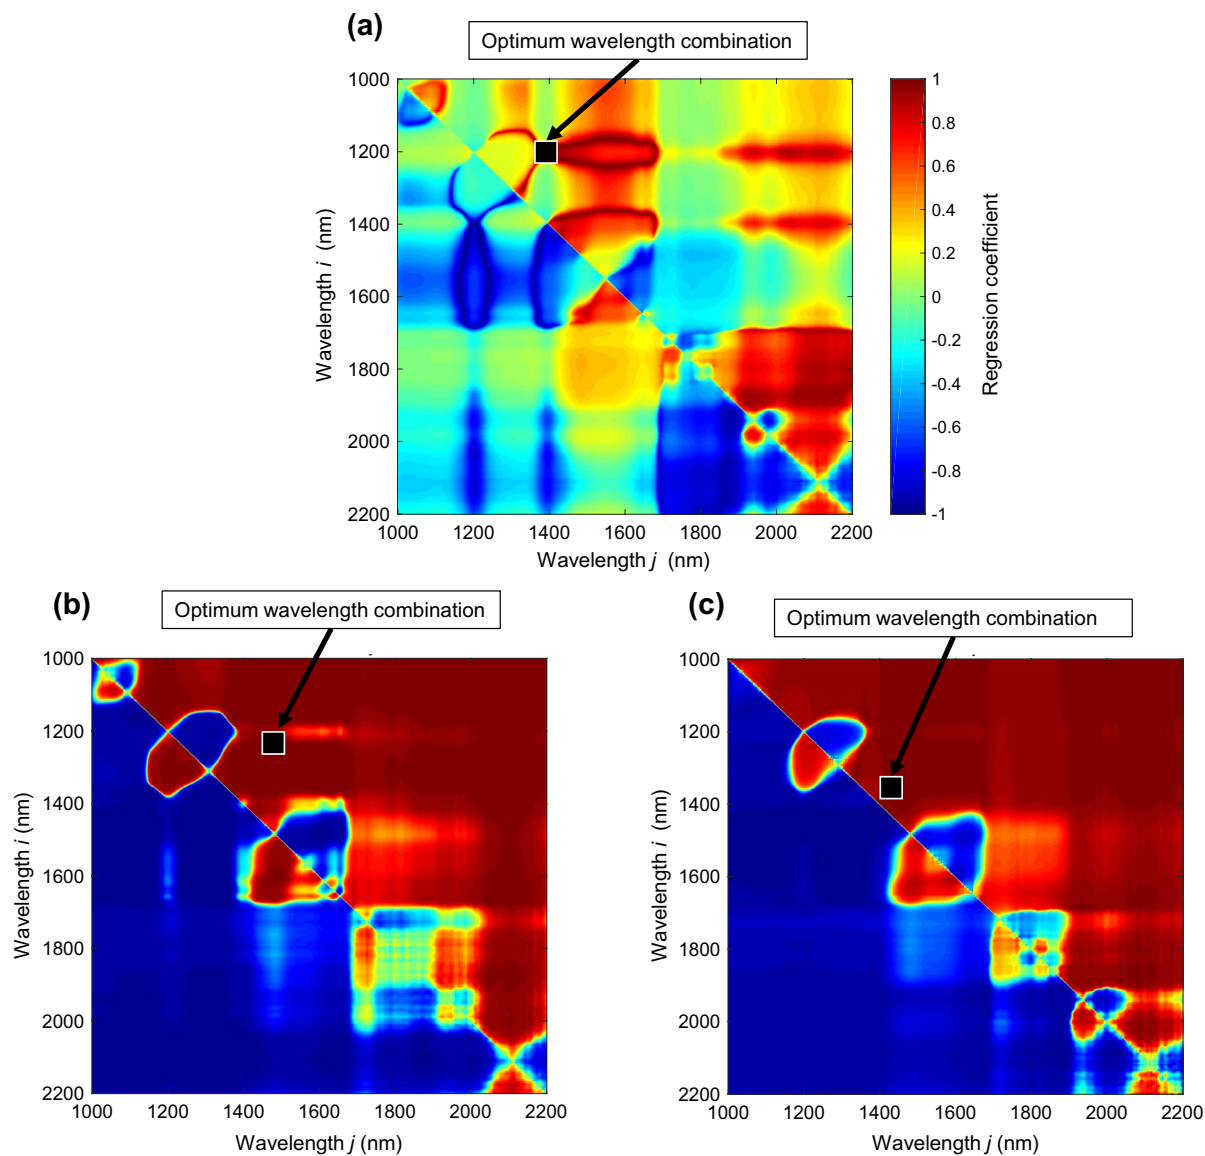 (a)
Optimum wavelength combination
1000
1200
1400
1600
1800
2000
2200
Wavelength i (nm)
1000 1200 1400 1600 1800 2000 2200
Wavelength j (nm)
1
0.8
0.6
0.4
0.2
0
-0.2
-0.4
-0.6
-0.8
-1
Regression coefficient
(b)
Optimum wavelength combination
1000
1200
1400
1600
1800
2000
2200
Wavelength i (nm)
1000 1200 1400 1600 1800 2000 2200
Wavelength j (nm)
(c)
Optimum wavelength combination
1000
1200
1400
1600
1800
2000
2200
Wavelength i (nm)
1000 1200 1400 1600 1800 2000 2200
Wavelength j (nm)